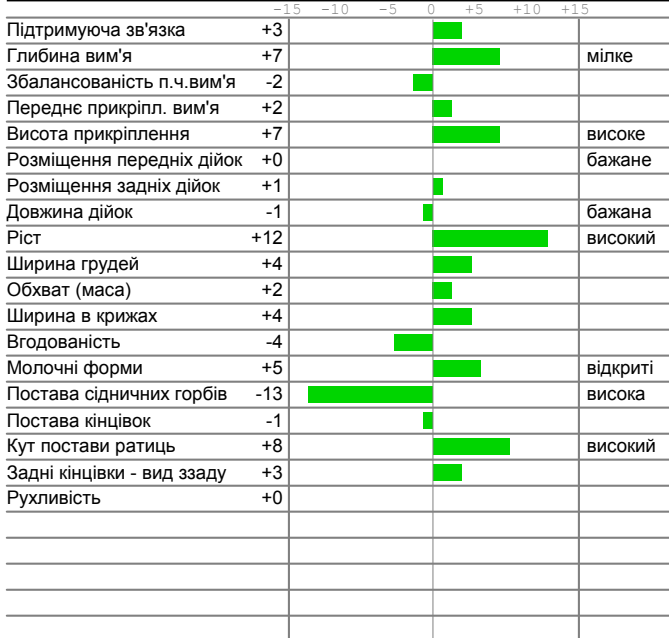 -15 -10 -5 0 +5 +10 +15
Підтримуюча зв'язка +3
Глибина вим'я +7 мілке
Збалансованість п.ч.вим'я -2
Переднє прикріпл. вим'я +2
Висота прикріплення +7 високе
Розміщення передніх дійок +0 бажане
Розміщення задніх дійок +1
Довжина дійок -1 бажана
Ріст +12 високий
Ширина грудей +4
Обхват (маса) +2
Ширина в крижах +4
Вгодованість -4
Молочні форми +5 відкриті
Постава сідничних горбів -13 висока
Постава кінцівок -1
Кут постави ратиць +8 високий
Задні кінцівки - вид ззаду +3
Рухливість +0